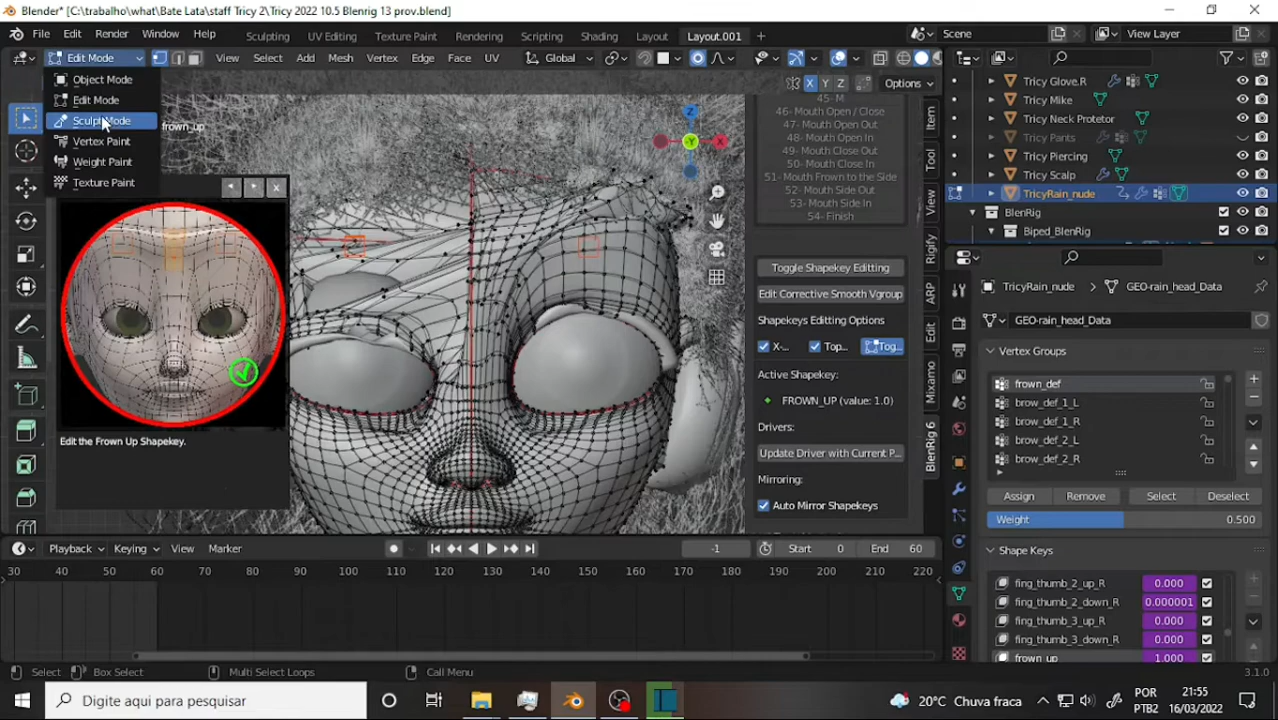 Blender* [C:\trabalho\what\Bate Lata\staff Tricy 2\Tricy 2022 10.5 Blenrig 13 prov.blend]
File Edit Render Window Help Sculpting UV Editing Texture Paint Rendering Scripting Shading Layout Layout.001 Scene View Layer
Edit Mode View Select Add Mesh Vertex Edge Face UV Global
X Y Z Options
Object Mode
Edit Mode
Sculpt Mode
Vertex Paint
Weight Paint
Texture Paint
frown_up
Edit the Frown Up Shapekey.
Z
X
-Y
45- M
46- Mouth Open / Close
47- Mouth Open Out
49- Mouth Close Out
50- Mouth Close In
51- Mouth Frown to the Side
52- Mouth Side Out
53- Mouth Side In
54- Finish
Toggle Shapekey Editing
Edit Corrective Smooth Vgroup
Shapekeys Editing Options
X-... Top... Tog...
Active Shapekey:
FROWN_UP (value: 1.0)
Drivers:
Update Driver with Current P...
Mirroring:
Auto Mirror Shapekeys
Item
Tool
View
Rigify
ARP
Edit
Mixamo
BlenRig 6
Tricy Glove.R
Tricy Mike
Tricy Neck Protetor
Tricy Pants
Tricy Piercing
Tricy Scalp
TricyRain_nude
BlenRig
Biped_BlenRig
TricyRain_nude GEO-rain_head_Data
GEO-rain_head_Data
Vertex Groups
frown_def
brow_def_1_L
brow_def_1_R
brow_def_2_L
brow_def_2_R
Assign Remove Select Deselect
Weight 0.500
Shape Keys
fing_thumb_2_up_R 0.000
fing_thumb_2_down_R 0.000001
fing_thumb_3_up_R 0.000
fing_thumb_3_down_R 0.000
frown_up 1.000
Playback Keying View Marker -1 Start 0 End 60
30 40 50 60 70 80 90 100 110 120 130 140 150 160 170 180 190 200 210 220
Select Box Select Multi Select Loops Call Menu 3.1.0
Digite aqui para pesquisar 20°C Chuva fraca POR 21:55
PTB2 16/03/2022